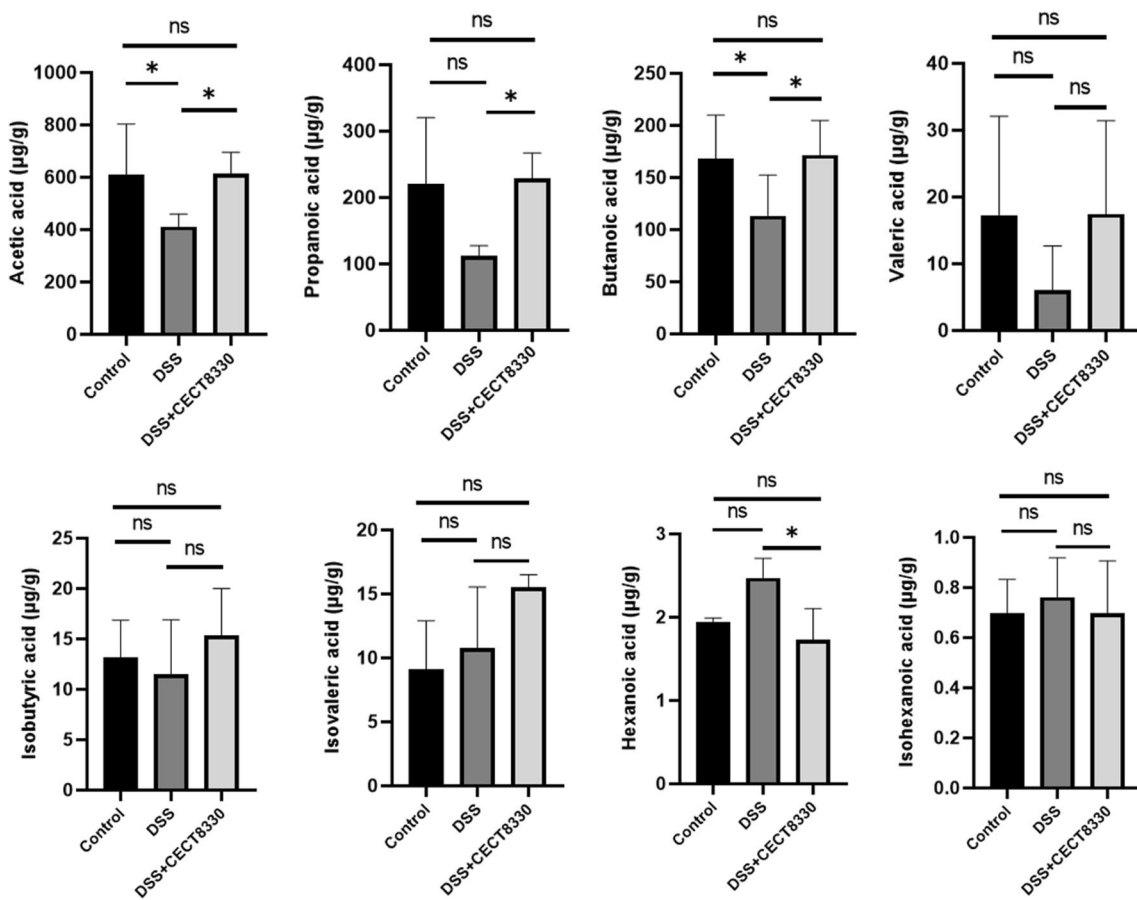 ns
*
*
Acetic acid (µg/g)
1000
800
600
400
200
0
Control
DSS
DSS+CECT8330
ns
ns
*
Propanoic acid (µg/g)
400
300
200
100
0
Control
DSS
DSS+CECT8330
ns
*
*
Butanoic acid (µg/g)
250
200
150
100
50
0
Control
DSS
DSS+CECT8330
ns
ns
ns
Valeric acid (µg/g)
40
30
20
10
0
Control
DSS
DSS+CECT8330
ns
ns
ns
Isobutyric acid (µg/g)
25
20
15
10
5
0
Control
DSS
DSS+CECT8330
ns
ns
ns
Isovaleric acid (µg/g)
20
15
10
5
0
Control
DSS
DSS+CECT8330
ns
ns
*
Hexanoic acid (µg/g)
3
2
1
0
Control
DSS
DSS+CECT8330
ns
ns
ns
Isohexanoic acid (µg/g)
1.0
0.8
0.6
0.4
0.2
0.0
Control
DSS
DSS+CECT8330